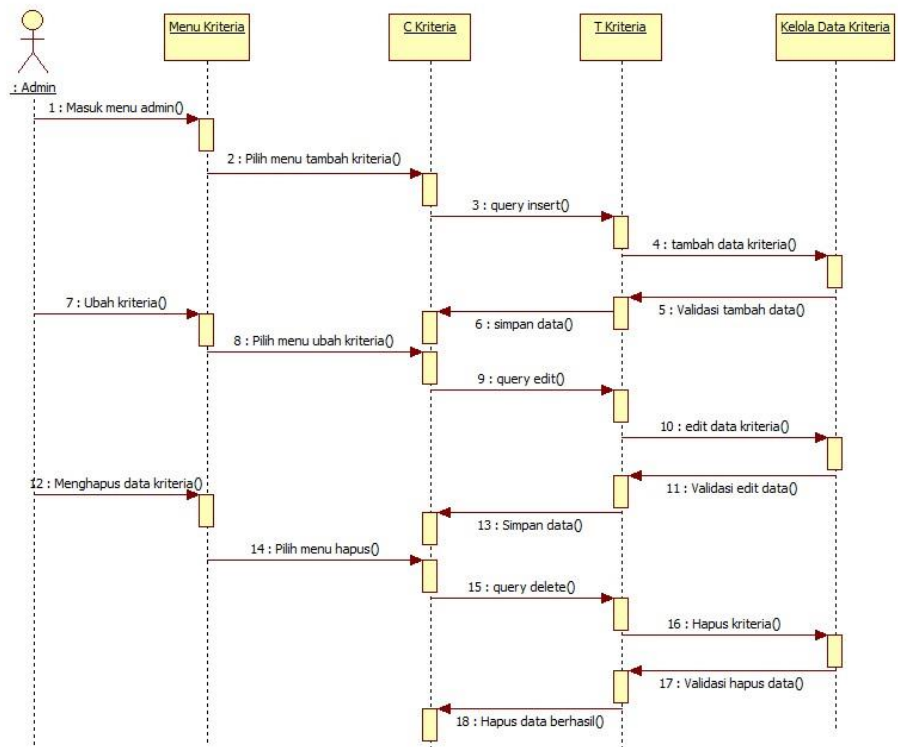 Menu Kriteria
C Kriteria
T Kriteria
Kelola Data Kriteria
: Admin
1 : Masuk menu admin()
2 : Pilih menu tambah kriteria()
3 : query insert()
4 : tambah data kriteria()
7 : Ubah kriteria()
5 : Validasi tambah data()
6 : simpan data()
8 : Pilih menu ubah kriteria()
9 : query edit()
10 : edit data kriteria()
12 : Menghapus data kriteria()
11 : Validasi edit data()
13 : Simpan data()
14 : Pilih menu hapus()
15 : query delete()
16 : Hapus kriteria()
17 : Validasi hapus data()
18 : Hapus data berhasil()